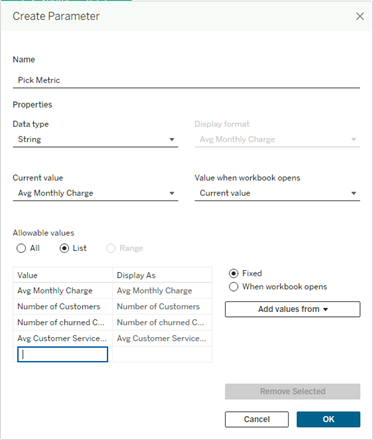 Create Parameter
Name
Pick Metric
Properties
Data type
Display format
String
Avg Monthly Charge
Current value
Value when workbook opens
Avg Monthly Charge
Current value
Allowable values
All
List
Range
Value
Display As
Avg Monthly Charge
Avg Monthly Charge
Number of Customers
Number of Customers
Number of churned C...
Number of churned C...
Avg Customer Service...
Avg Customer Service...
Fixed
When workbook opens
Add values from
Remove Selected
Cancel
OK